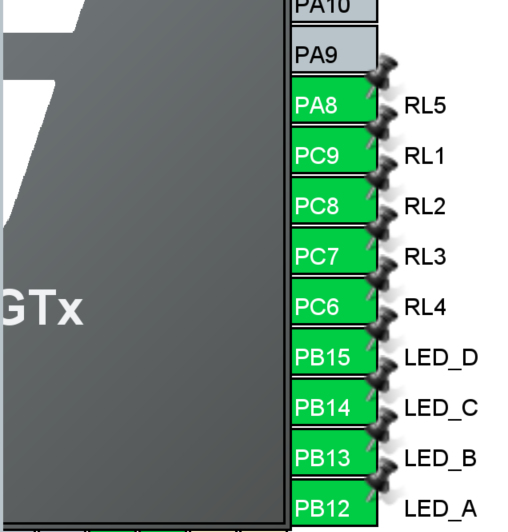 PA10
PA9
PA8 RL5
PC9 RL1
PC8 RL2
PC7 RL3
GTx
PC6 RL4
PB15 LED_D
PB14 LED_C
PB13 LED_B
PB12 LED_A